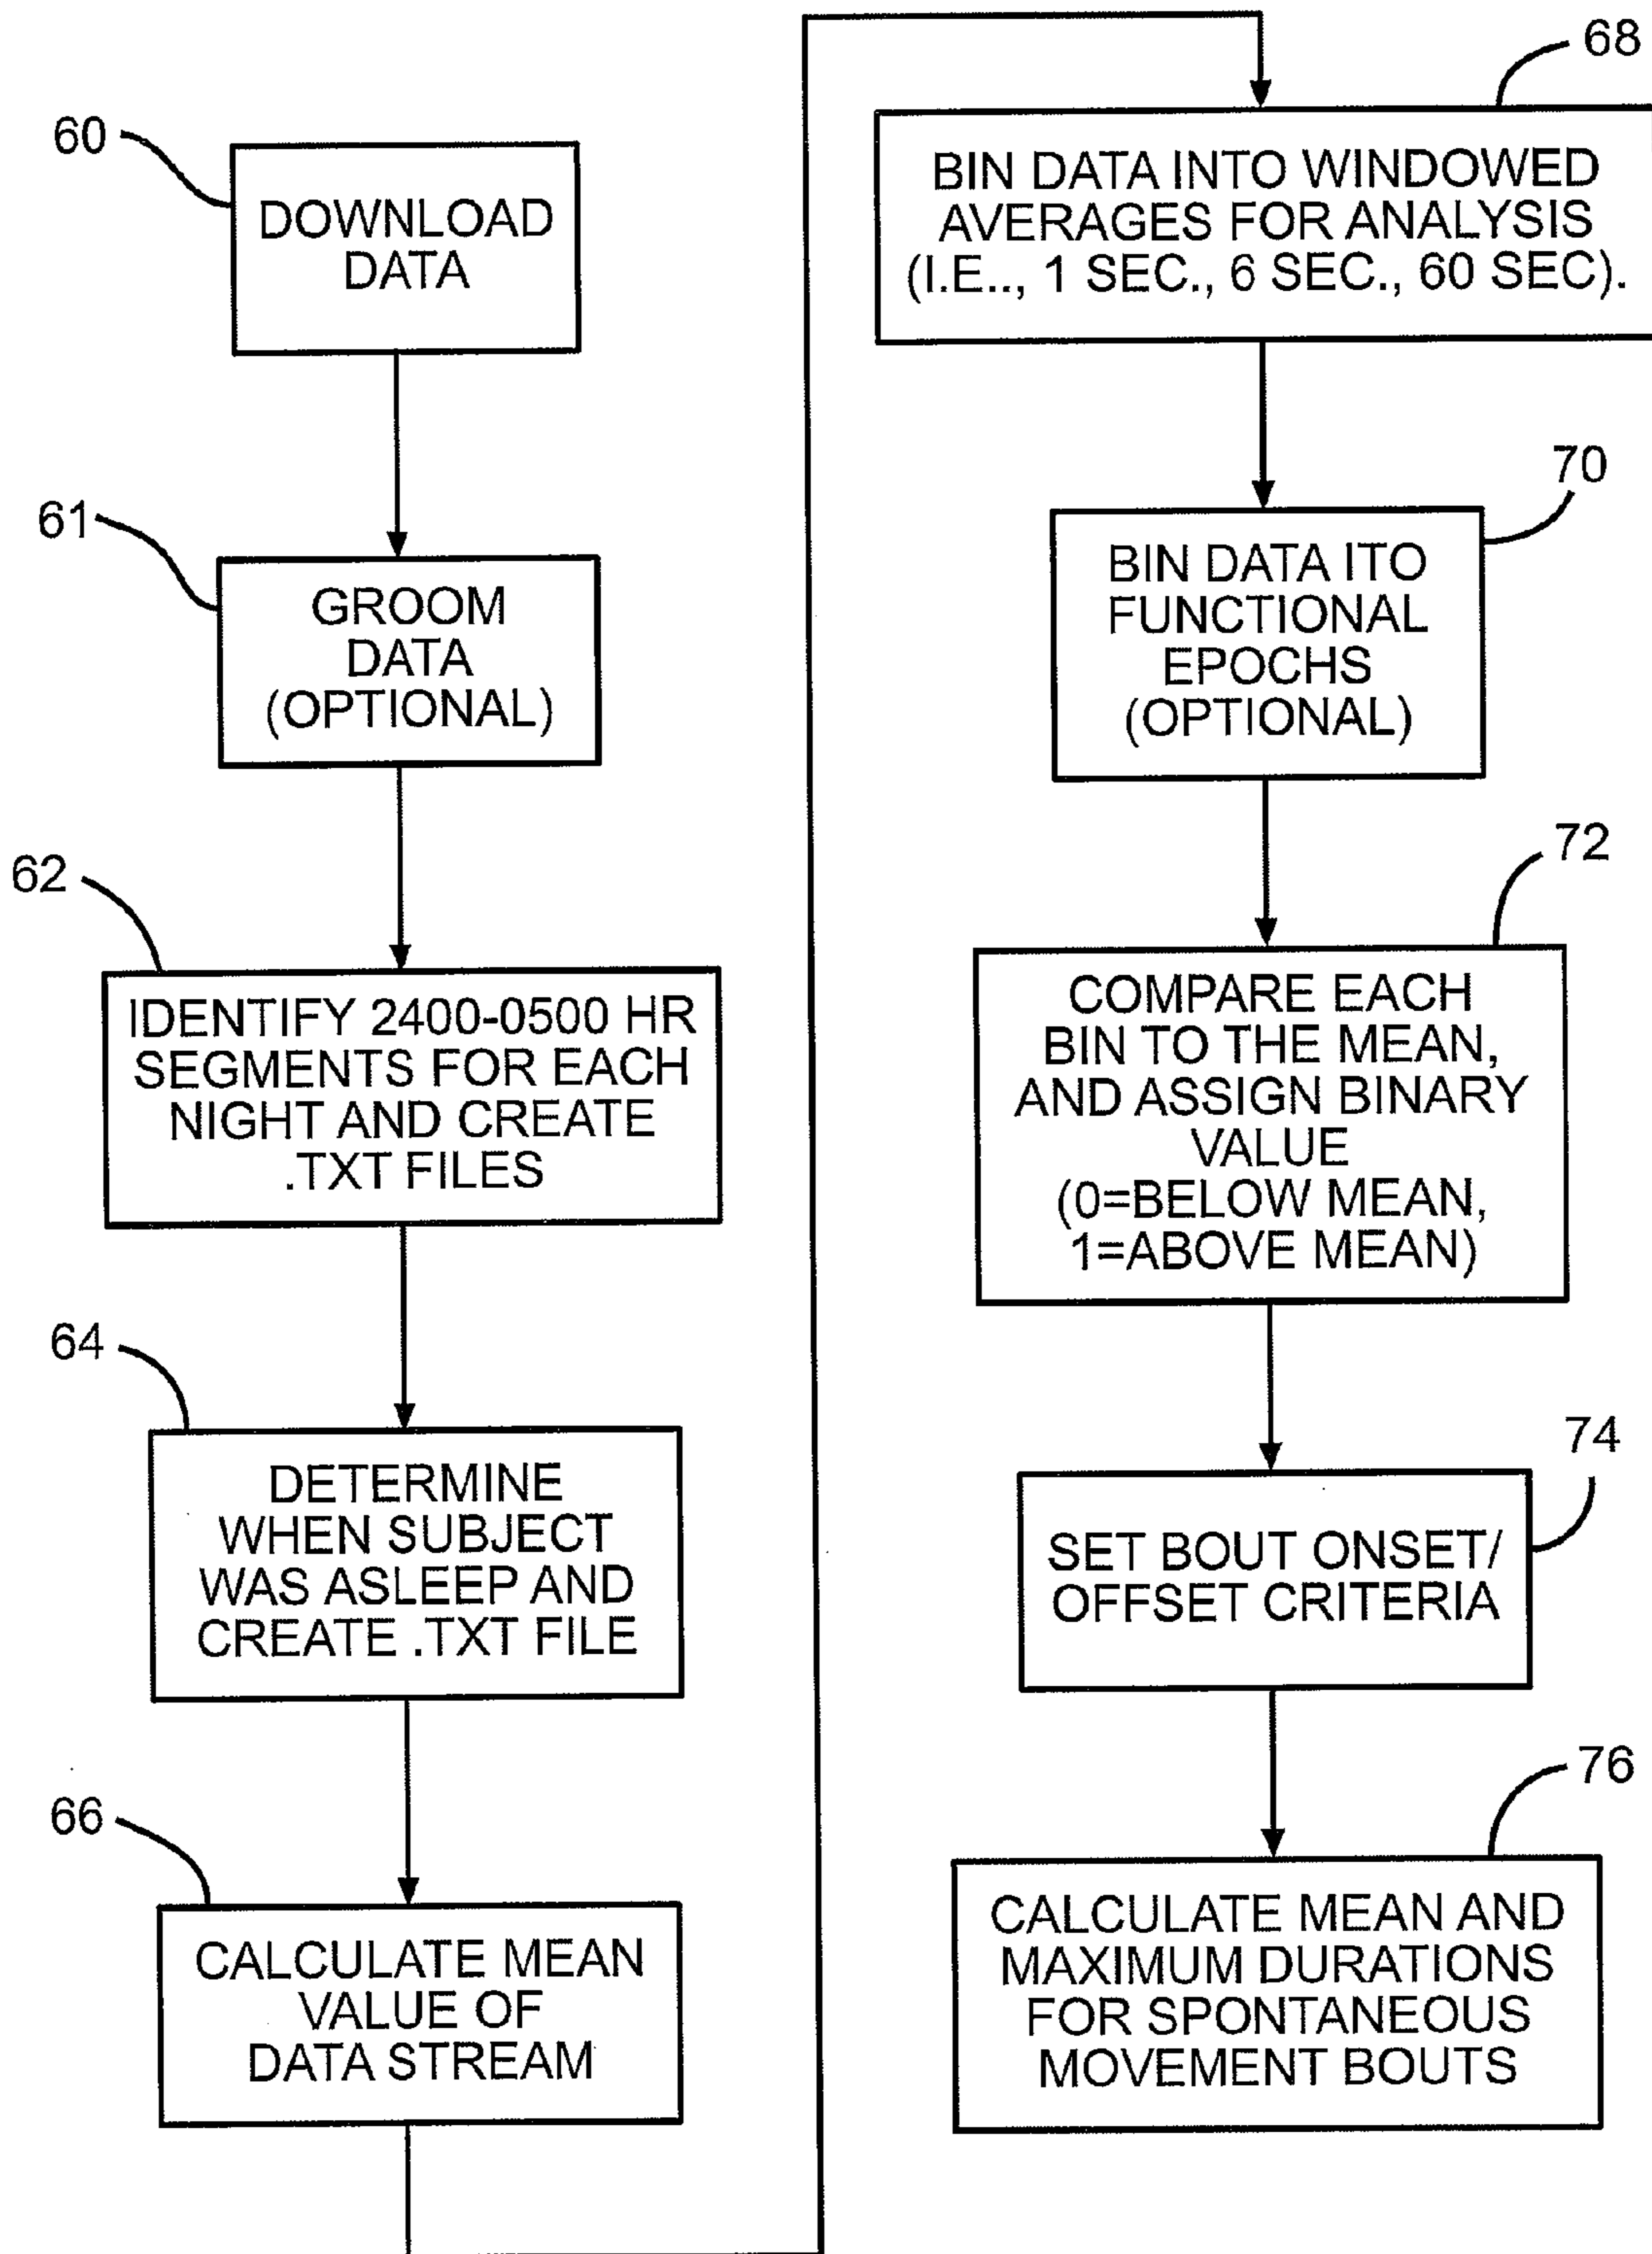 60
DOWNLOAD
DATA
61
GROOM
DATA
(OPTIONAL)
62
IDENTIFY 2400-0500 HR
SEGMENTS FOR EACH
NIGHT AND CREATE
.TXT FILES
64
DETERMINE
WHEN SUBJECT
WAS ASLEEP AND
CREATE .TXT FILE
66
CALCULATE MEAN
VALUE OF
DATA STREAM
68
BIN DATA INTO WINDOWED
AVERAGES FOR ANALYSIS
(I.E.., 1 SEC., 6 SEC., 60 SEC).
70
BIN DATA ITO
FUNCTIONAL
EPOCHS
(OPTIONAL)
72
COMPARE EACH
BIN TO THE MEAN,
AND ASSIGN BINARY
VALUE
(0=BELOW MEAN,
1=ABOVE MEAN)
74
SET BOUT ONSET/
OFFSET CRITERIA
76
CALCULATE MEAN AND
MAXIMUM DURATIONS
FOR SPONTANEOUS
MOVEMENT BOUTS